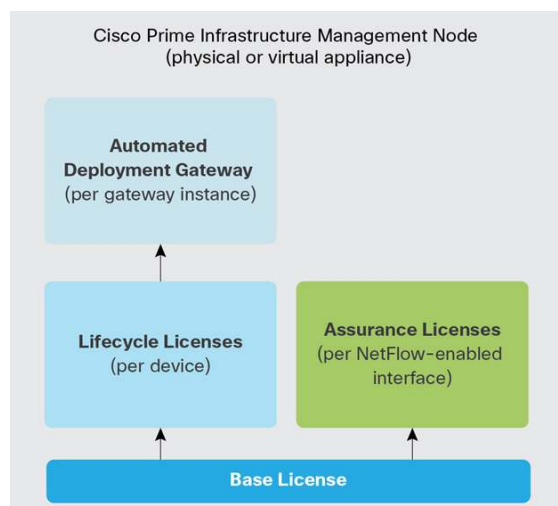 Cisco Prime Infrastructure Management Node
(physical or virtual appliance)
Automated
Deployment Gateway
(per gateway instance)
Lifecycle Licenses
(per device)
Assurance Licenses
(per NetFlow-enabled
interface)
Base License